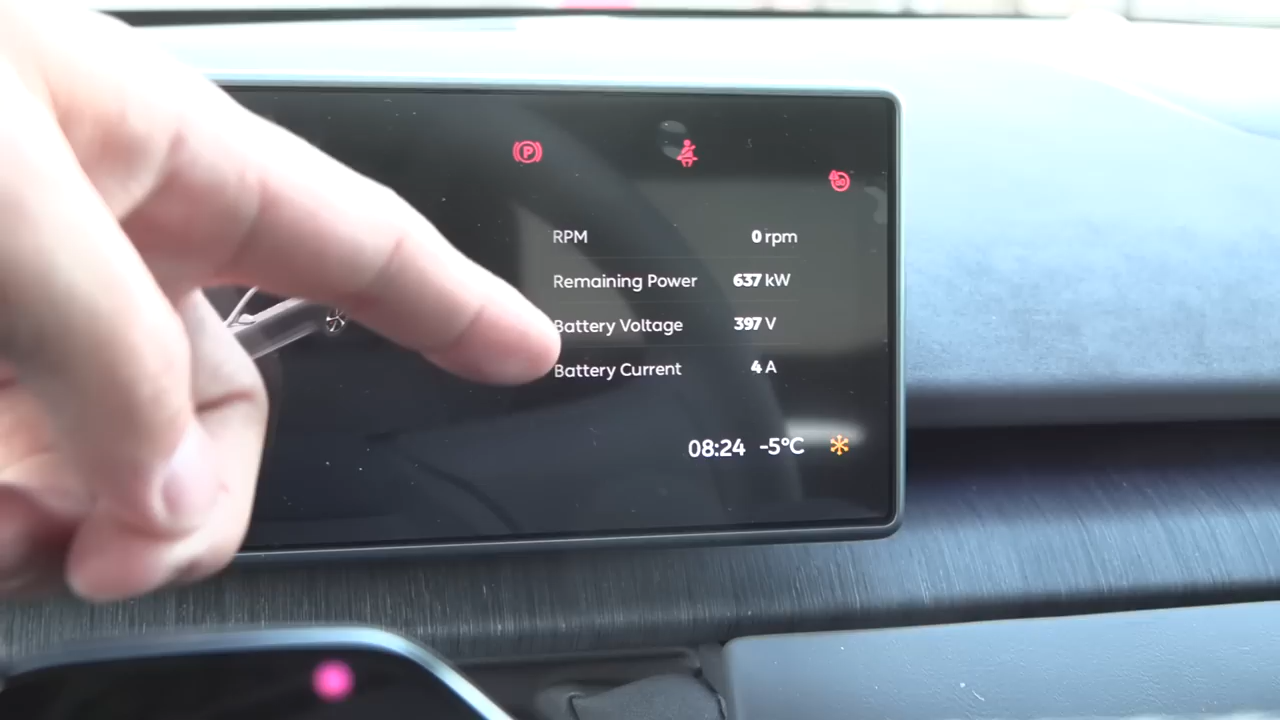 P
RPM 0 rpm
Remaining Power 637 kW
Battery Voltage 397 V
Battery Current 4 A
08:24 -5°C